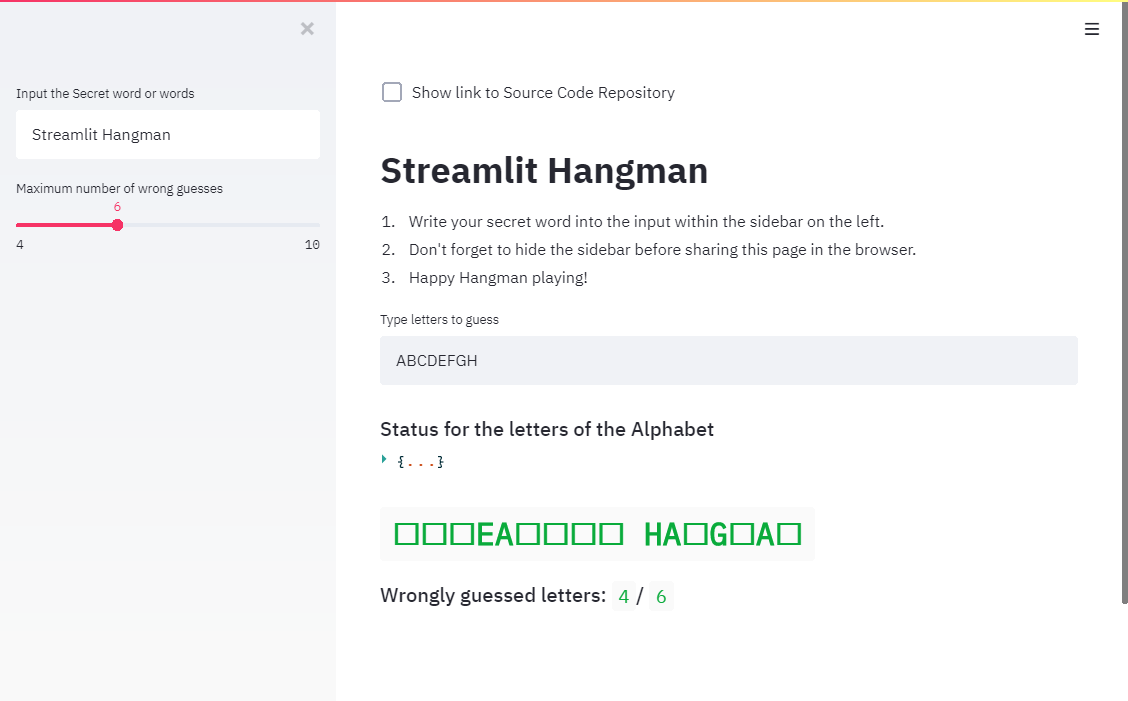 Input the Secret word or words
Streamlit Hangman
Maximum number of wrong guesses
6
4 10
Show link to Source Code Repository
Streamlit Hangman
1. Write your secret word into the input within the sidebar on the left.
2. Don't forget to hide the sidebar before sharing this page in the browser.
3. Happy Hangman playing!
Type letters to guess
ABCDEFGH
Status for the letters of the Alphabet
{...}
□□□EA□□□□ HA□G□A□
Wrongly guessed letters: 4 / 6